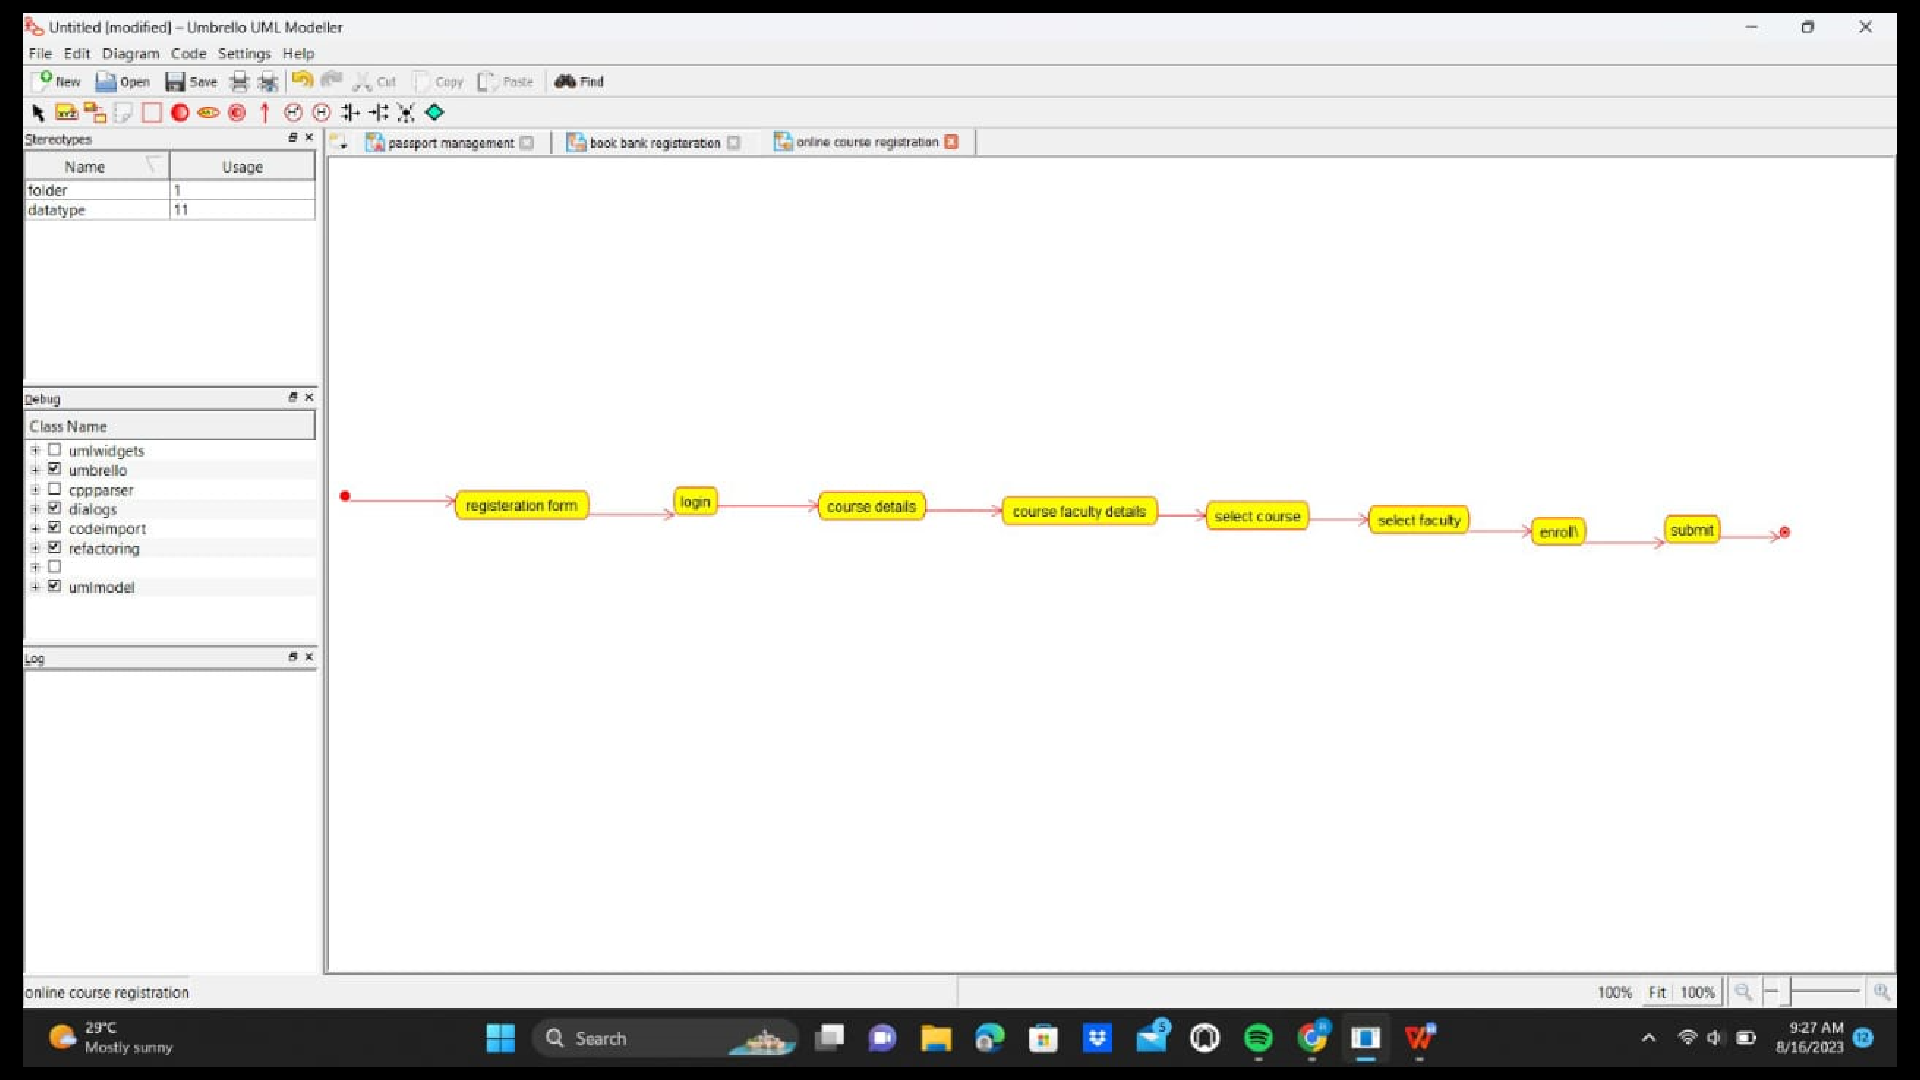 Untitled [modified] – Umbrello UML Modeller
File Edit Diagram Code Settings Help
New Open Save Cut Copy Paste Find
XYZ
Stereotypes
passport management
book bank registeration
online course registration
Name Usage
folder 1
datatype 11
Debug
Class Name
umlwidgets
umbrello
cppparser
dialogs
codeimport
refactoring
umlmodel
registeration form
login
course details
course faculty details
select course
select faculty
enroll\
submit
Log
online course registration
100% Fit 100%
29°C
Mostly sunny
Search
5
9:27 AM
8/16/2023
12